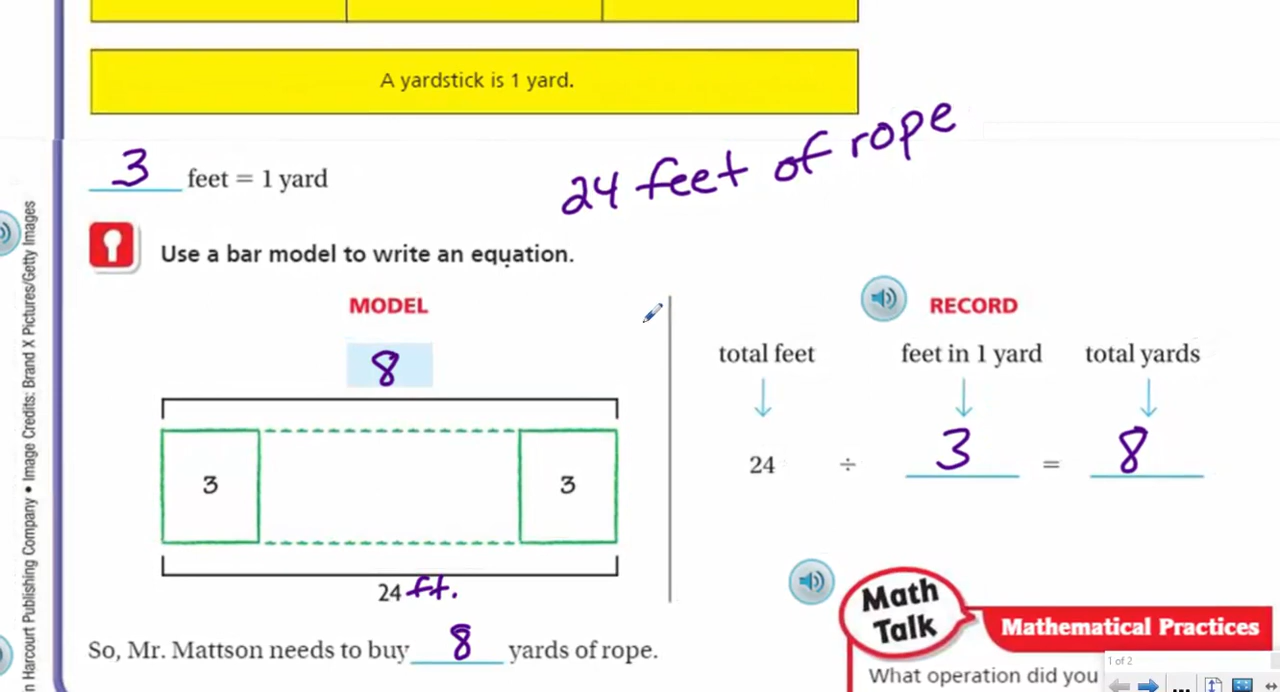 A yardstick is 1 yard.
3 feet = 1 yard
24 feet of rope
Use a bar model to write an equation.
MODEL
8
3 3
24 ft.
So, Mr. Mattson needs to buy 8 yards of rope.
RECORD
total feet feet in 1 yard total yards
24 ÷ 3 = 8
Math
Talk
Mathematical Practices
What operation did you
1 of 2
n Harcourt Publishing Company • Image Credits: Brand X Pictures/Getty Images